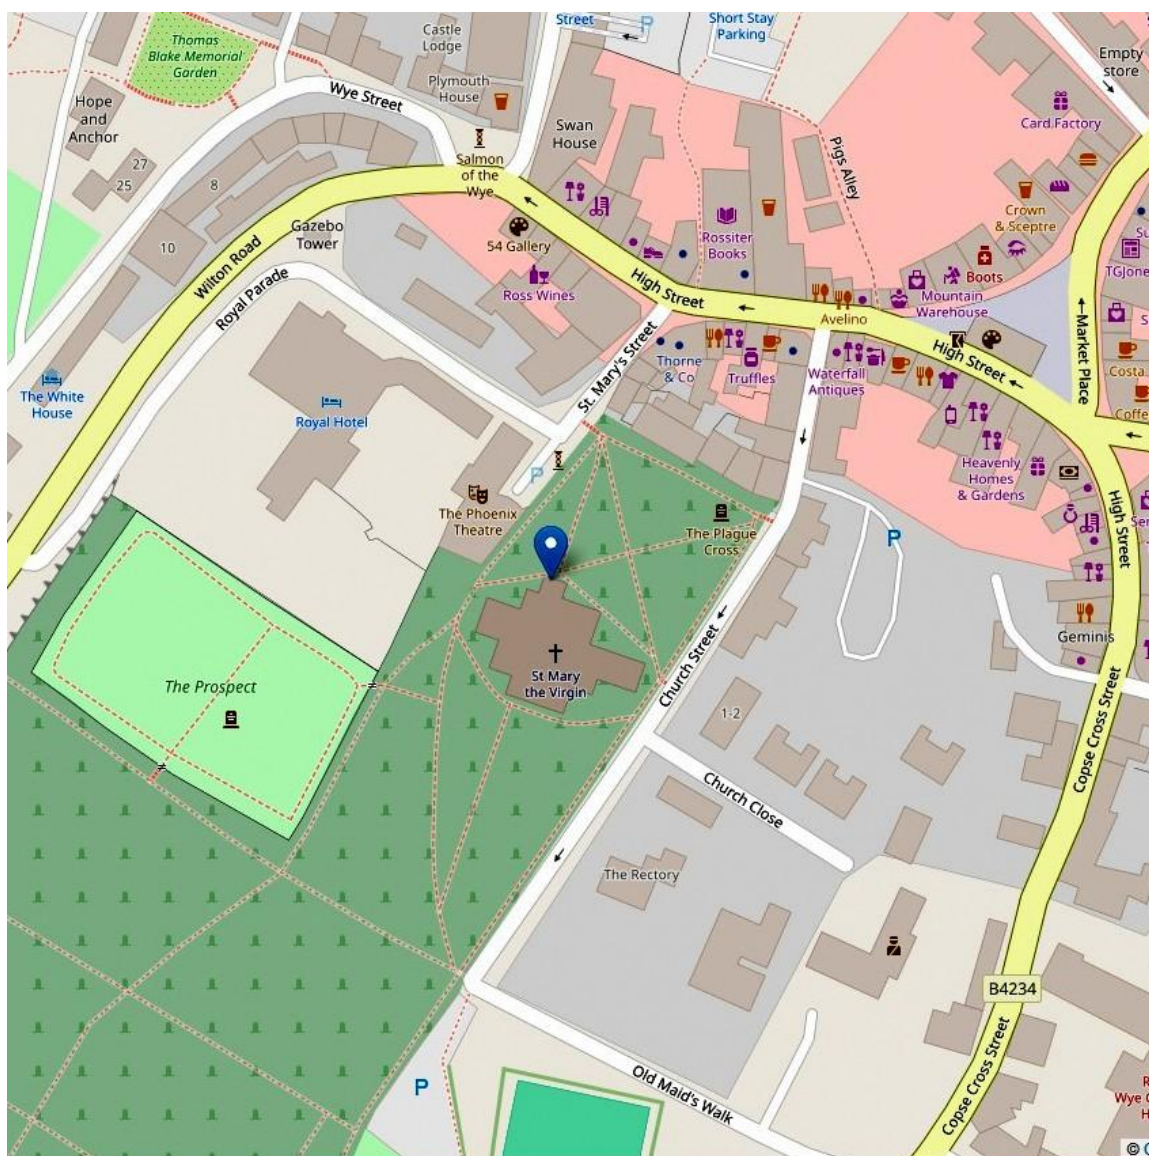 Street
P
Short Stay
Parking
Thomas
Blake Memorial
Garden
Castle
Lodge
Empty
store
Plymouth
House
Wye Street
Hope
and
Anchor
Card Factory
Swan
House
Pigs Alley
Salmon
of the
Wye
27
25
8
Crown
& Sceptre
Gazebo
Tower
54 Gallery
Rossiter
Books
10
Boots
TGJone
Wilton Road
Ross Wines
High Street
Mountain
Warehouse
Royal Parade
Avelino
Market Place
St. Mary's Street
Thorne
& Co
Truffles
Waterfall
Antiques
High Street
Costa
The White
House
Royal Hotel
Coffe
Heavenly
Homes
& Gardens
P
The Phoenix
Theatre
The Plague
Cross
P
High Street
Geminis
St Mary
the Virgin
Church Street
The Prospect
1-2
Copse Cross Street
Church Close
The Rectory
B4234
Copse Cross Street
P
Old Maid's Walk
Wye
©